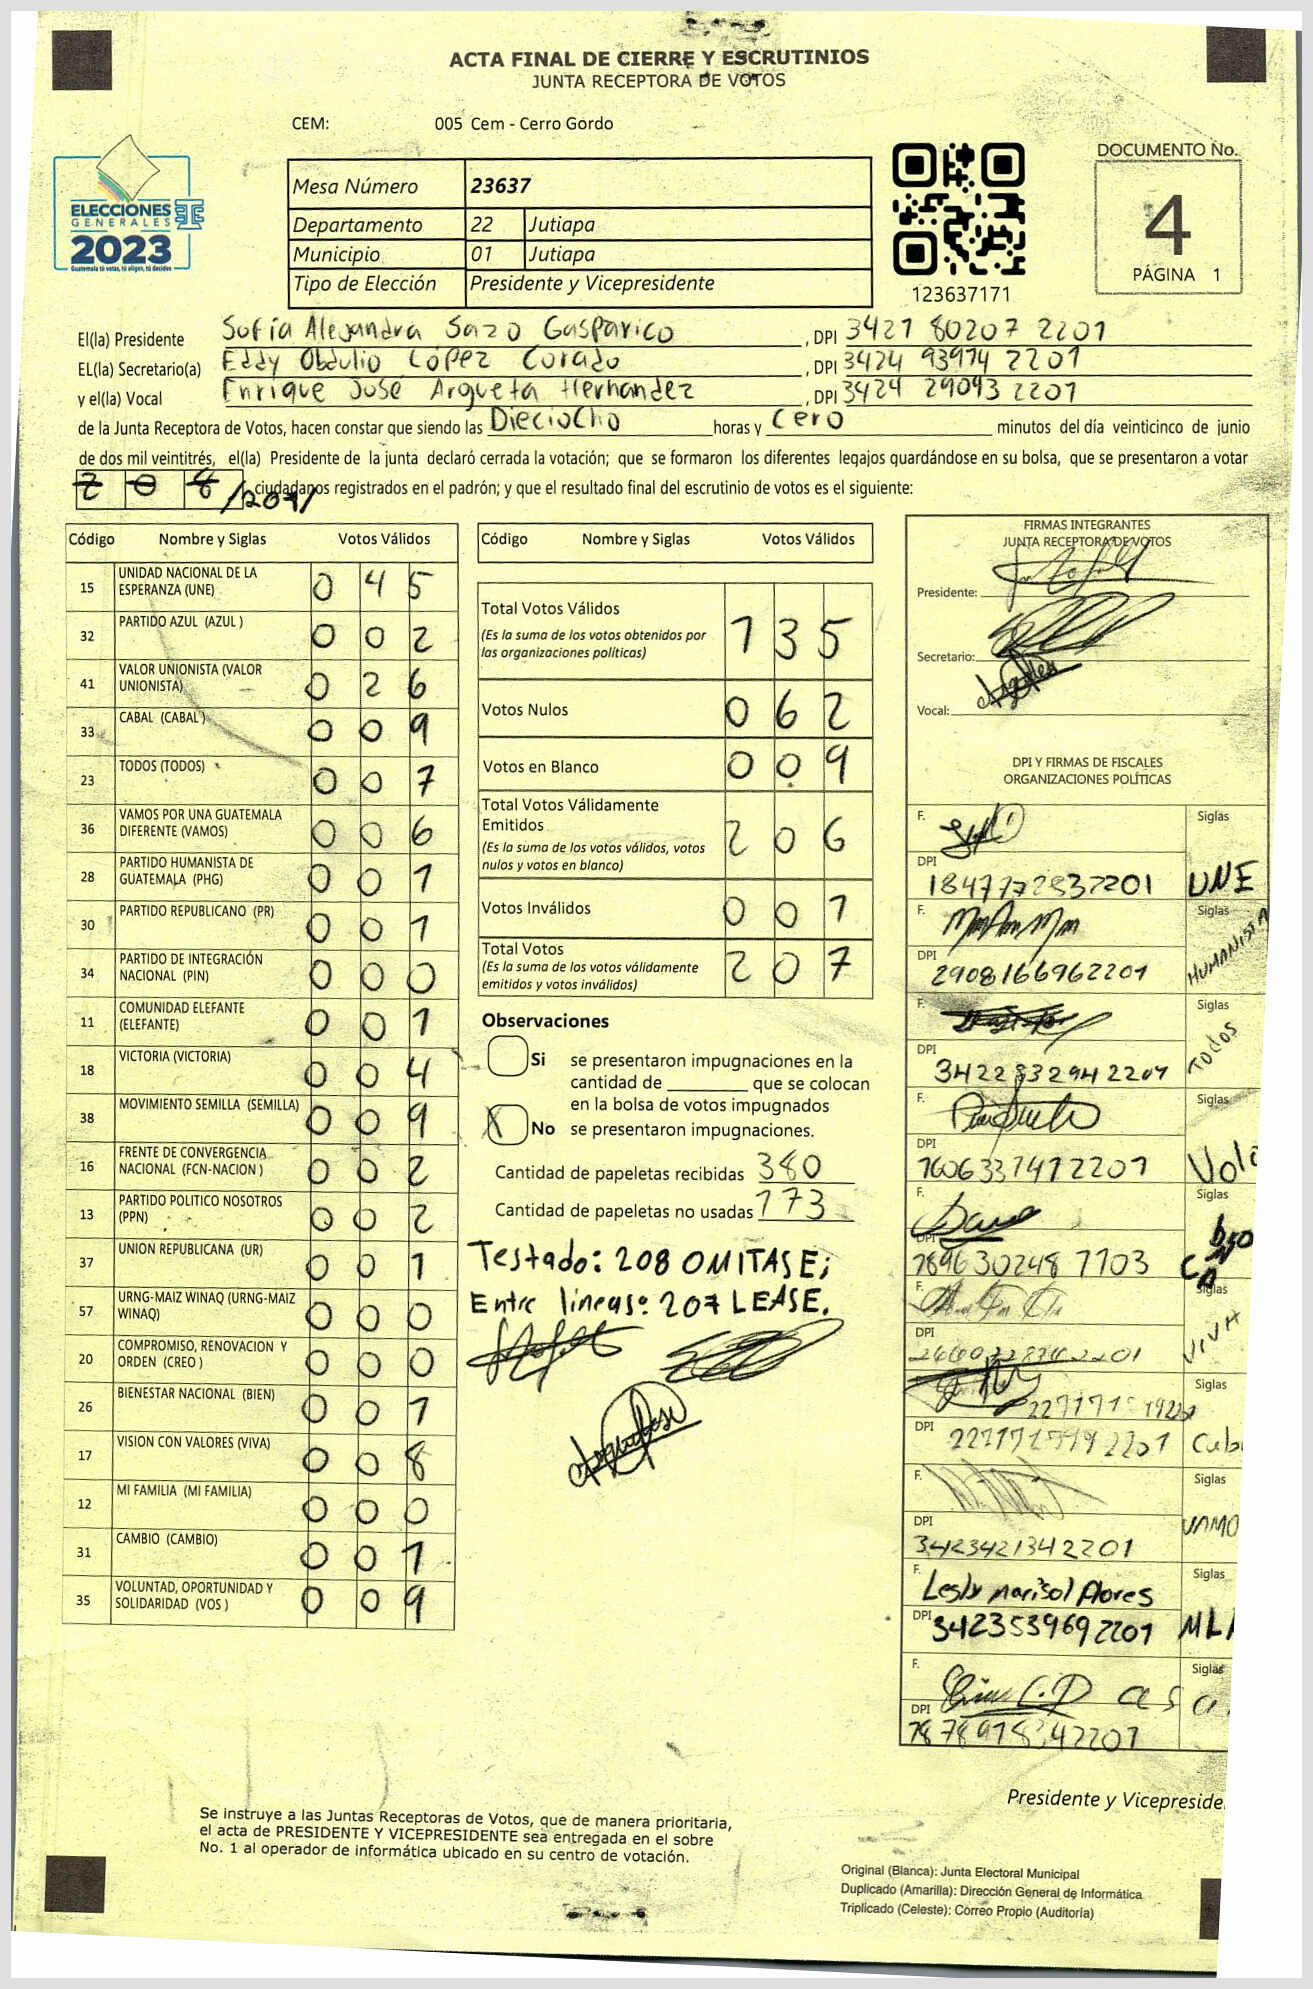 ACTA FINAL DE CIERRE Y ESCRUTINIOS
JUNTA RECEPTORA DE VOTOS
CEM: 005 Cem - Cerro Gordo
ELECCIONES
GENERALES
2023
Guatemala tú votas, tú eliges, tú decides
Mesa Número 23637
Departamento 22 Jutiapa
Municipio 01 Jutiapa
Tipo de Elección Presidente y Vicepresidente
123637171
DOCUMENTO No.
4
PÁGINA 1
El(la) Presidente Sofía Alejandra Sazo Gasparico, DPI 3421 80207 2201
EL(la) Secretario(a) Eddy Obdulio López Corado, DPI 3424 93974 2201
y el(la) Vocal Enrique José Argueta Hernandez, DPI 3424 29093 2201
de la Junta Receptora de Votos, hacen constar que siendo las Dieciocho horas y Cero minutos del día veinticinco de junio
de dos mil veintitrés, el(la) Presidente de la junta declaró cerrada la votación; que se formaron los diferentes legajos guardándose en su bolsa, que se presentaron a votar
2 0 8 /207/ ciudadanos registrados en el padrón; y que el resultado final del escrutinio de votos es el siguiente:
Código Nombre y Siglas Votos Válidos
15 UNIDAD NACIONAL DE LA ESPERANZA (UNE) 0 4 5
32 PARTIDO AZUL (AZUL ) 0 0 2
41 VALOR UNIONISTA (VALOR UNIONISTA) 0 2 6
33 CABAL (CABAL ) 0 0 9
23 TODOS (TODOS) 0 0 7
36 VAMOS POR UNA GUATEMALA DIFERENTE (VAMOS) 0 0 6
28 PARTIDO HUMANISTA DE GUATEMALA (PHG) 0 0 1
30 PARTIDO REPUBLICANO (PR) 0 0 1
34 PARTIDO DE INTEGRACIÓN NACIONAL (PIN) 0 0 0
11 COMUNIDAD ELEFANTE (ELEFANTE) 0 0 1
18 VICTORIA (VICTORIA) 0 0 4
38 MOVIMIENTO SEMILLA (SEMILLA) 0 0 9
16 FRENTE DE CONVERGENCIA NACIONAL (FCN-NACION ) 0 0 2
13 PARTIDO POLITICO NOSOTROS (PPN) 0 0 2
37 UNION REPUBLICANA (UR) 0 0 1
57 URNG-MAIZ WINAQ (URNG-MAIZ WINAQ) 0 0 0
20 COMPROMISO, RENOVACION Y ORDEN (CREO ) 0 0 0
26 BIENESTAR NACIONAL (BIEN) 0 0 1
17 VISION CON VALORES (VIVA) 0 0 8
12 MI FAMILIA (MI FAMILIA) 0 0 0
31 CAMBIO (CAMBIO) 0 0 1
35 VOLUNTAD, OPORTUNIDAD Y SOLIDARIDAD (VOS ) 0 0 9
Código Nombre y Siglas Votos Válidos
Total Votos Válidos 1 3 5
(Es la suma de los votos obtenidos por
las organizaciones políticas)
Votos Nulos 0 6 2
Votos en Blanco 0 0 9
Total Votos Válidamente
Emitidos 2 0 6
(Es la suma de los votos válidos, votos
nulos y votos en blanco)
Votos Inválidos 0 0 1
Total Votos 2 0 7
(Es la suma de los votos válidamente
emitidos y votos inválidos)
Observaciones
Si se presentaron impugnaciones en la
cantidad de ________ que se colocan
en la bolsa de votos impugnados
X No se presentaron impugnaciones.
Cantidad de papeletas recibidas 380
Cantidad de papeletas no usadas 173
Testado: 208 OMITASE;
Entre lineas: 207 LEASE.
FIRMAS INTEGRANTES
JUNTA RECEPTORA DE VOTOS
Presidente:
Secretario:
Vocal:
DPI Y FIRMAS DE FISCALES
ORGANIZACIONES POLÍTICAS
F. Siglas
DPI 1847772832201 UNE
F. Siglas
DPI 2908166962201 HUMANISTA
F. Siglas
DPI 3422832942201 TODOS
F. Siglas
DPI 1606337472201 Valo
F. Siglas
DPI 1896302487703
F. Siglas
DPI VIVA
F. Siglas
DPI
F. Siglas
DPI 3423421342201 VAMO
F. Lesly Marisol Flores Siglas
DPI 3423539692201
F. Siglas
DPI
Presidente y Vicepreside
Se instruye a las Juntas Receptoras de Votos, que de manera prioritaria,
el acta de PRESIDENTE Y VICEPRESIDENTE sea entregada en el sobre
No. 1 al operador de informática ubicado en su centro de votación.
Original (Blanca): Junta Electoral Municipal
Duplicado (Amarilla): Dirección General de Informática
Triplicado (Celeste): Correo Propio (Auditoría)